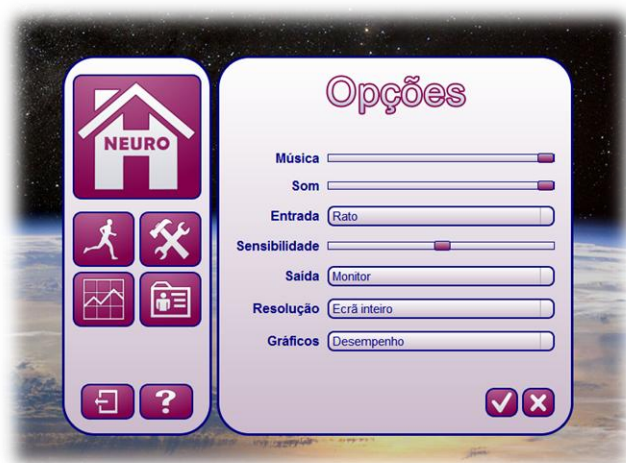 NEURO
Opções
Música
Som
Entrada Rato
Sensibilidade
Saída Monitor
Resolução Ecrã inteiro
Gráficos Desempenho
?